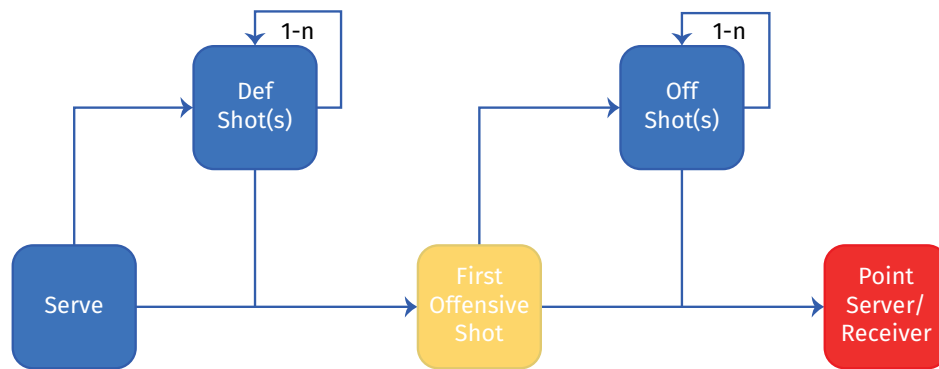 1-n
Def
Shot(s)
1-n
Off
Shot(s)
Serve
First
Offensive
Shot
Point
Server/
Receiver